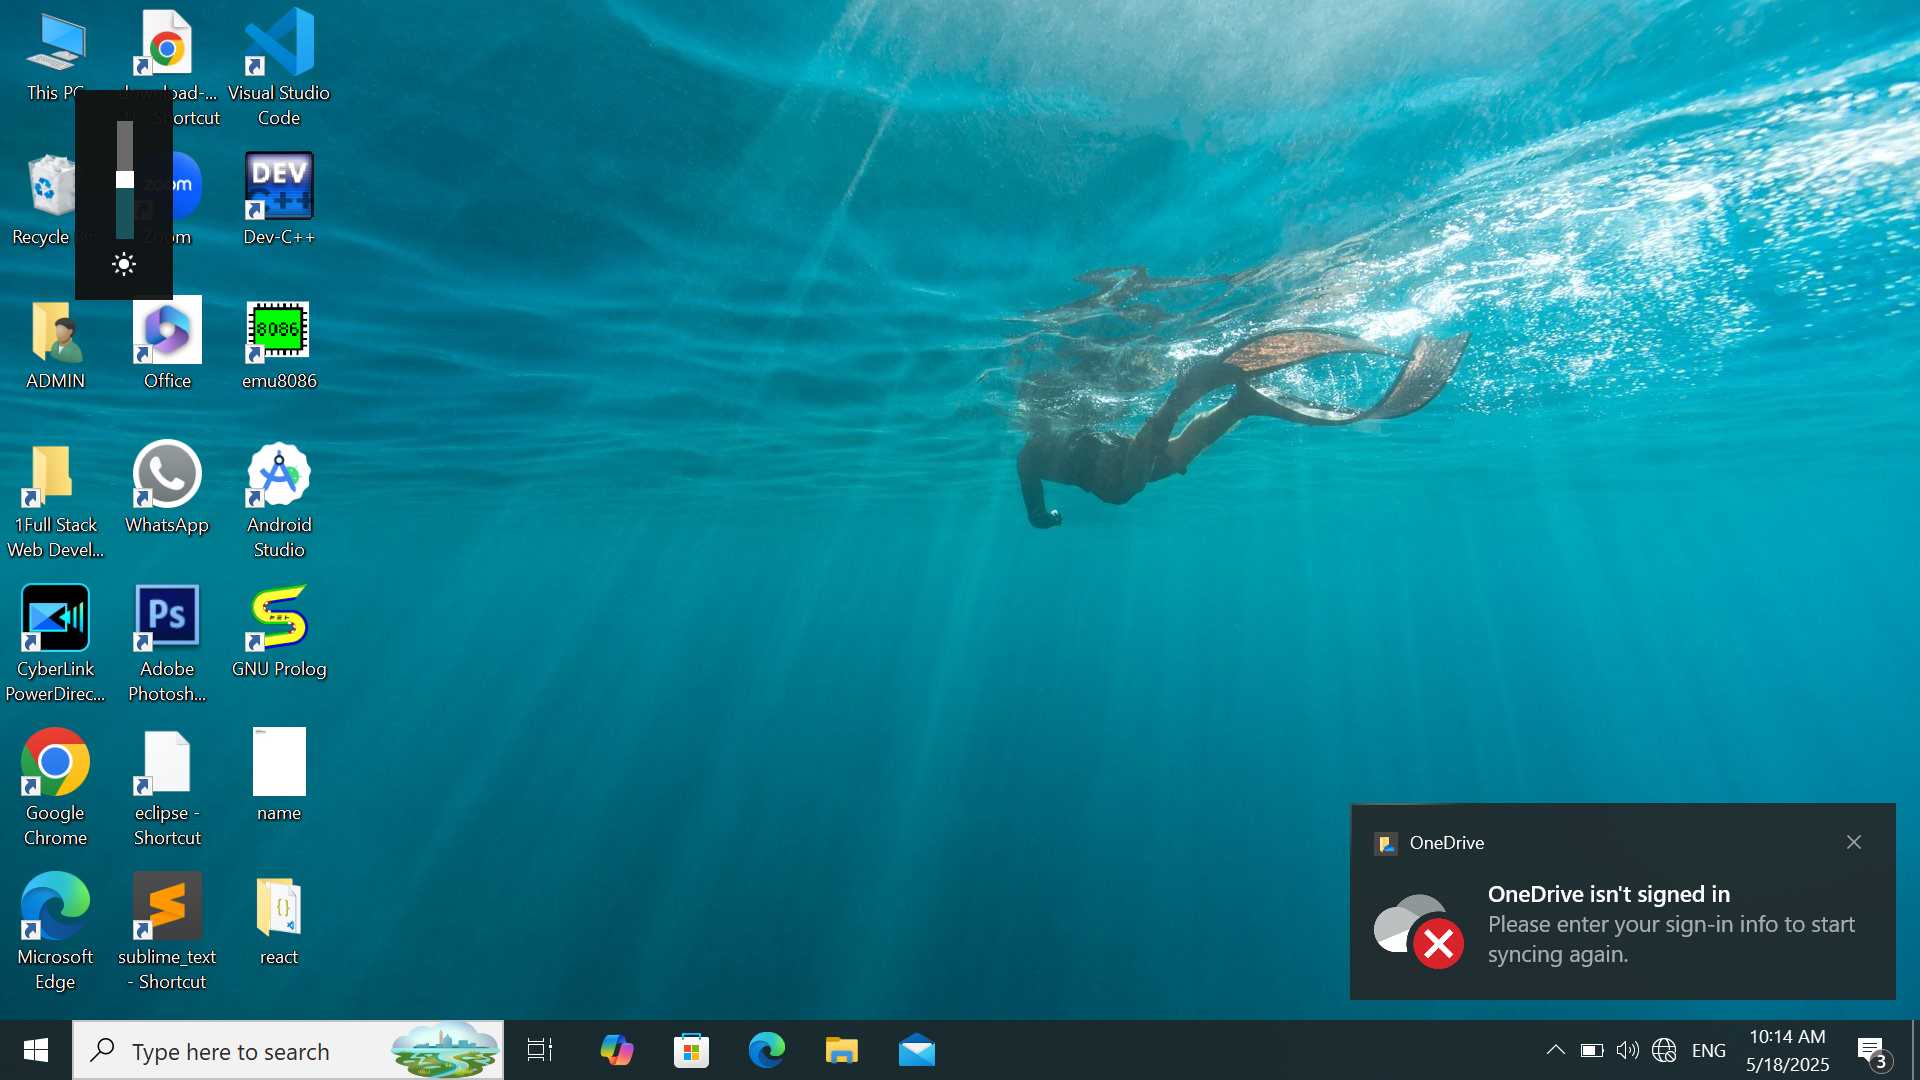 This PC
download-...
Shortcut
Visual Studio
Code
Recycle Bin
zoom
Zoom
DEV
C++
Dev-C++
ADMIN
Office
8086
emu8086
1Full Stack
Web Devel...
WhatsApp
Android
Studio
CyberLink
PowerDirec...
Ps
Adobe
Photosh...
GNU Prolog
Google
Chrome
eclipse -
Shortcut
name
Microsoft
Edge
sublime_text
- Shortcut
{}
react
OneDrive
OneDrive isn't signed in
Please enter your sign-in info to start
syncing again.
Type here to search
ENG
10:14 AM
5/18/2025
3